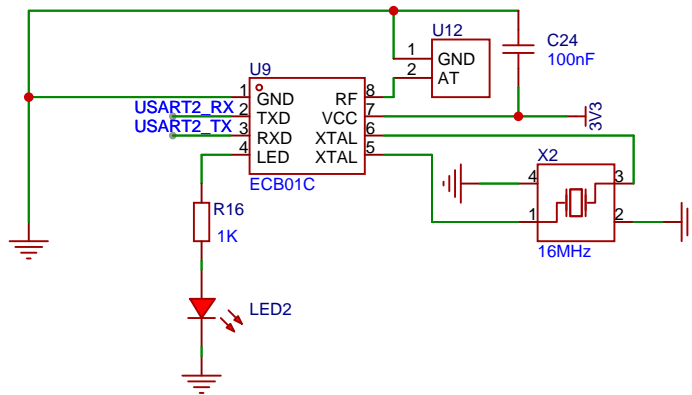 U12
C24
100nF
1 GND
2 AT
U9
1 GND
RF 8
USART2_RX
2 TXD
VCC 7
3V3
USART2_TX
3 RXD
XTAL 6
4 LED
XTAL 5
ECB01C
X2
4
3
1
2
16MHz
R16
1K
LED2